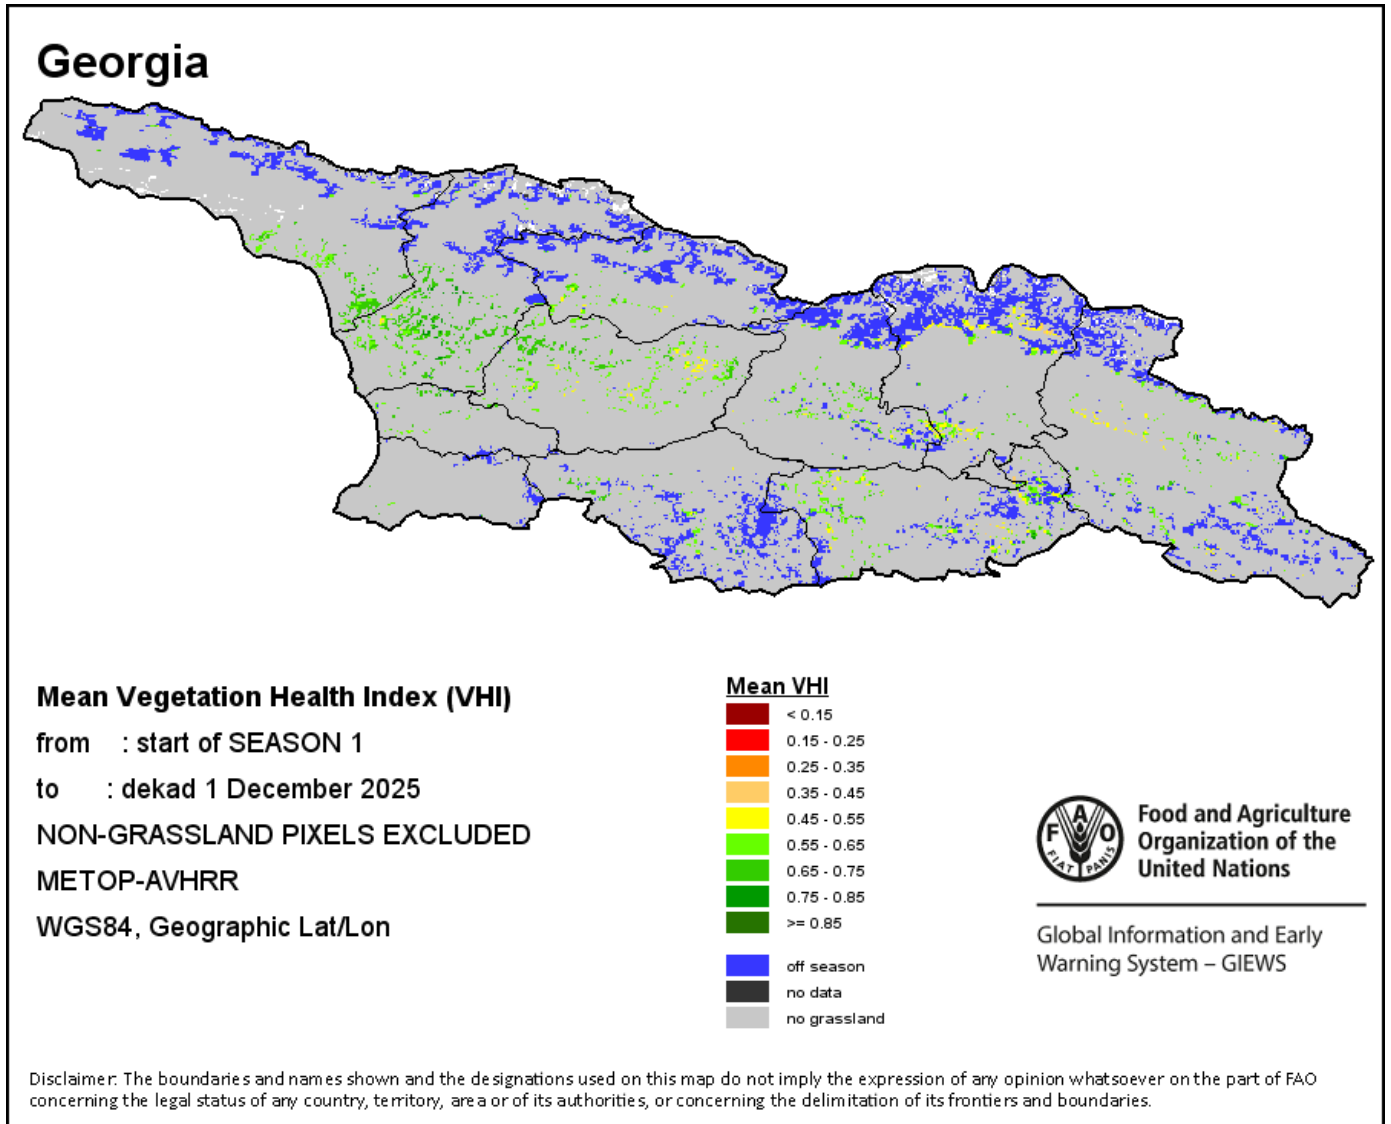 Georgia
Mean Vegetation Health Index (VHI)
from : start of SEASON 1
to : dekad 1 December 2025
NON-GRASSLAND PIXELS EXCLUDED
METOP-AVHRR
WGS84, Geographic Lat/Lon
Mean VHI
< 0.15
0.15 - 0.25
0.25 - 0.35
0.35 - 0.45
0.45 - 0.55
0.55 - 0.65
0.65 - 0.75
0.75 - 0.85
>= 0.85
off season
no data
no grassland
F A O
FIAT PANIS
Food and Agriculture
Organization of the
United Nations
Global Information and Early
Warning System – GIEWS
Disclaimer: The boundaries and names shown and the designations used on this map do not imply the expression of any opinion whatsoever on the part of FAO
concerning the legal status of any country, territory, area or of its authorities, or concerning the delimitation of its frontiers and boundaries.